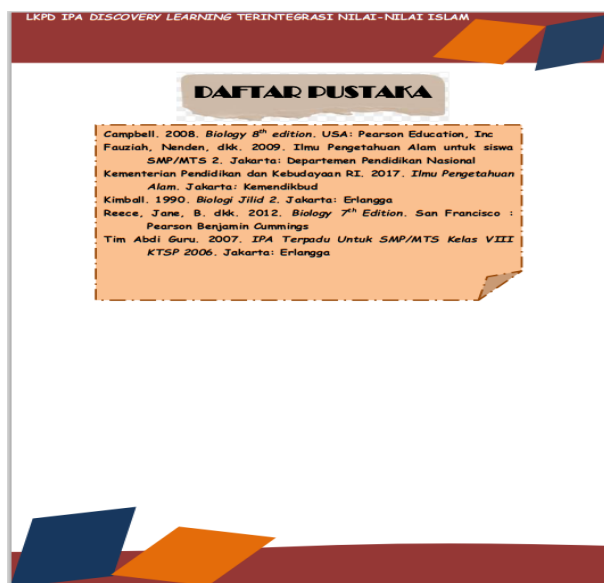 LKPD IPA DISCOVERY LEARNING TERINTEGRASI NILAI-NILAI ISLAM
DAFTAR PUSTAKA
Campbell. 2008. Biology 8th edition. USA: Pearson Education, Inc
Fauziah, Nenden, dkk. 2009. Ilmu Pengetahuan Alam untuk siswa
SMP/MTS 2. Jakarta: Departemen Pendidikan Nasional
Kementerian Pendidikan dan Kebudayaan RI. 2017. Ilmu Pengetahuan
Alam. Jakarta: Kemendikbud
Kimball. 1990. Biologi Jilid 2. Jakarta: Erlangga
Reece, Jane, B. dkk. 2012. Biology 7th Edition. San Francisco :
Pearson Benjamin Cummings
Tim Abdi Guru. 2007. IPA Terpadu Untuk SMP/MTS Kelas VIII
KTSP 2006. Jakarta: Erlangga